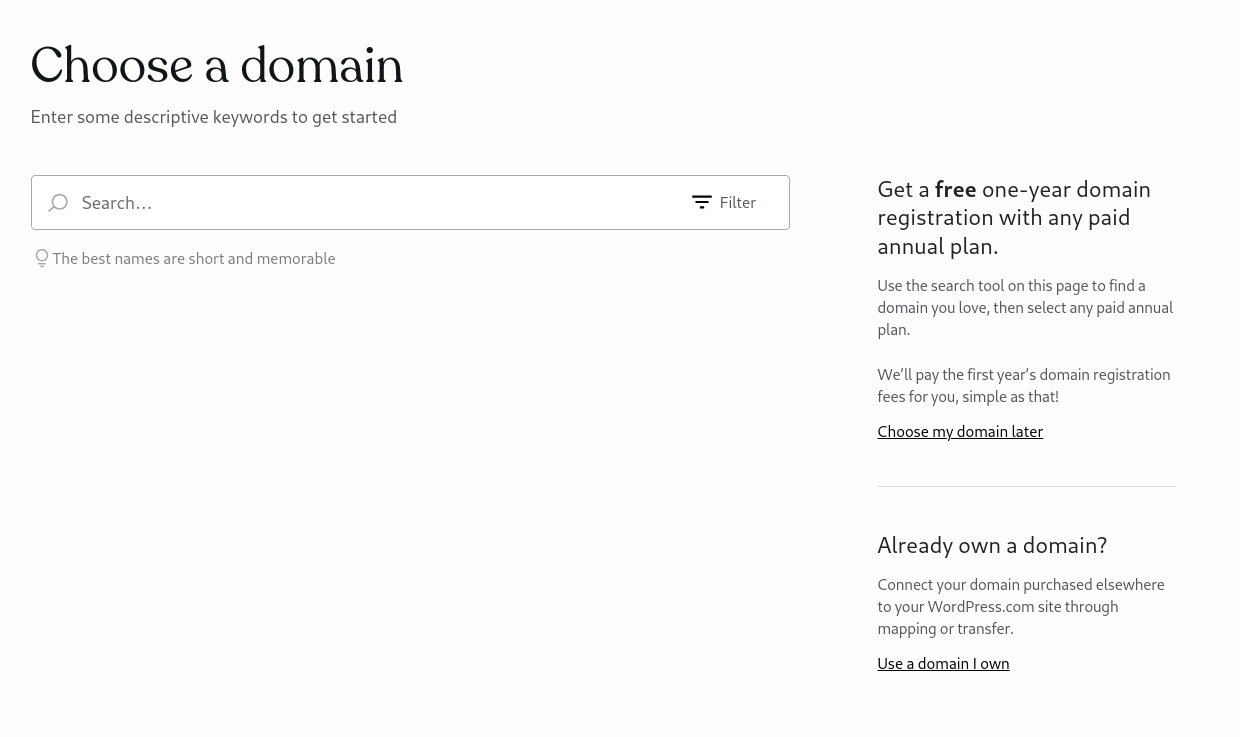 Choose a domain
Enter some descriptive keywords to get started
Search...
Filter
The best names are short and memorable
Get a free one-year domain
registration with any paid
annual plan.
Use the search tool on this page to find a
domain you love, then select any paid annual
plan.
We’ll pay the first year’s domain registration
fees for you, simple as that!
Choose my domain later
Already own a domain?
Connect your domain purchased elsewhere
to your WordPress.com site through
mapping or transfer.
Use a domain I own